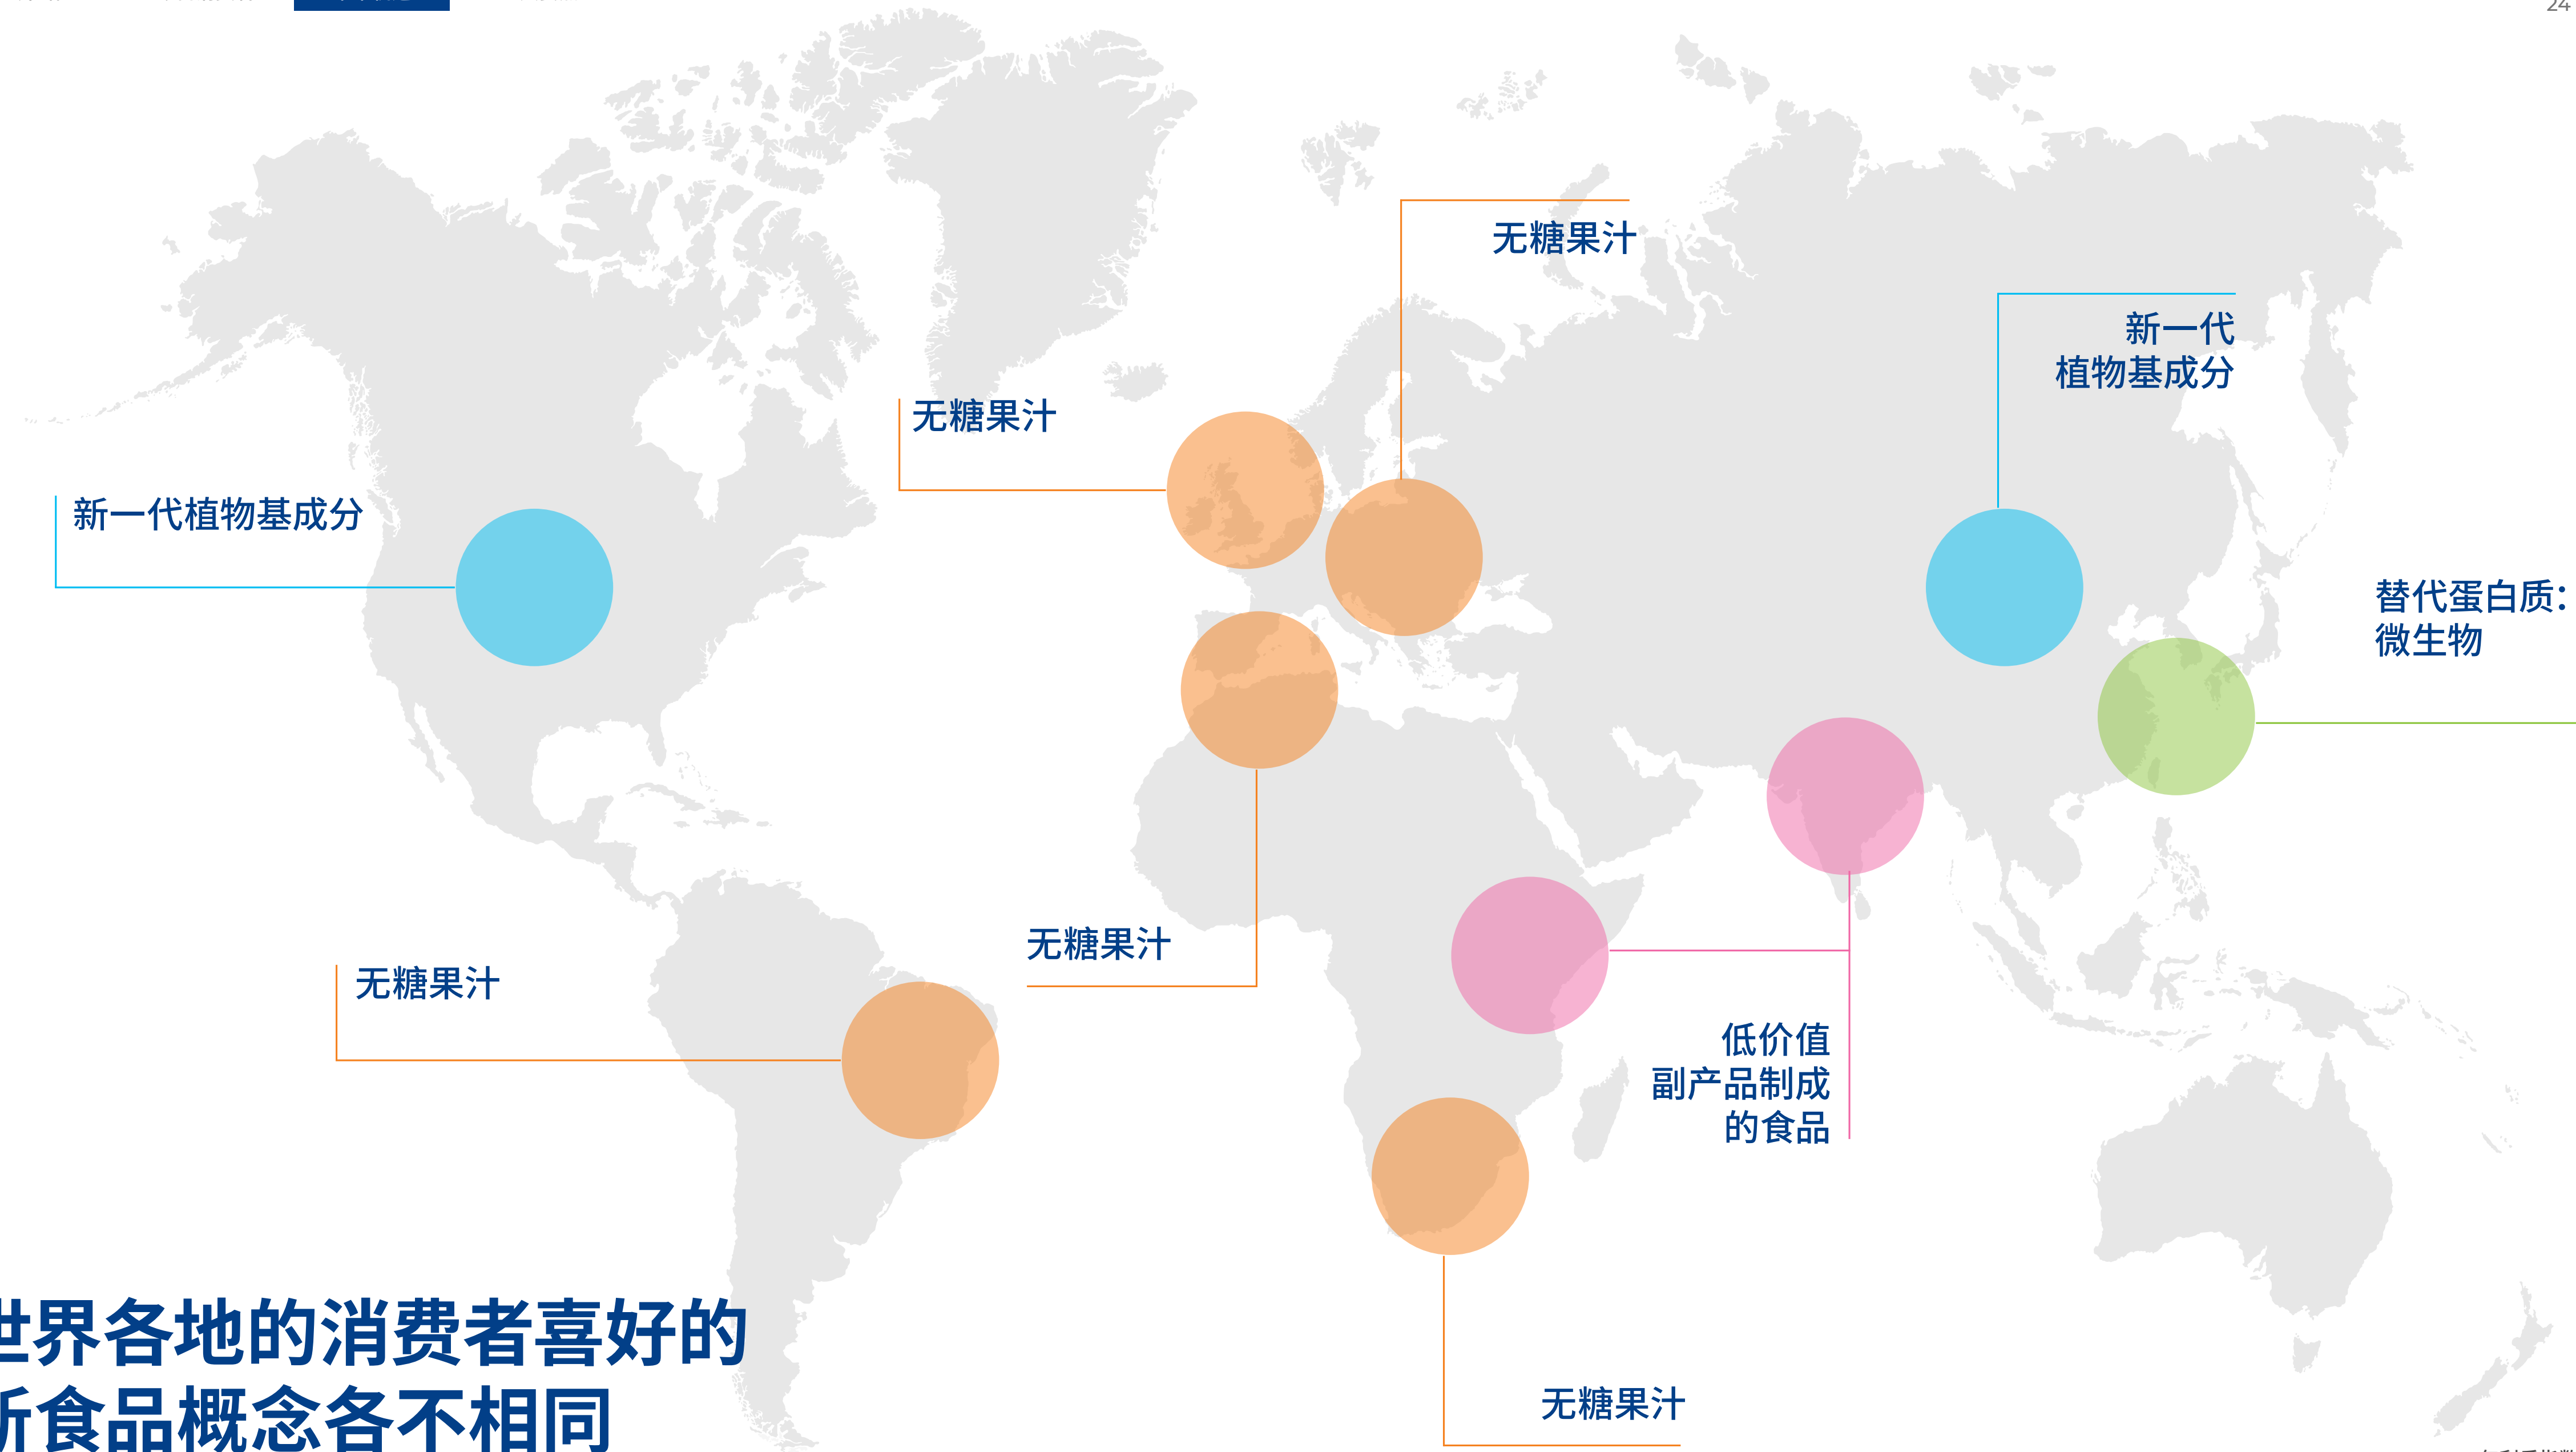 24
无糖果汁
新一代
植物基成分
无糖果汁
新一代植物基成分
替代蛋白质：
微生物
无糖果汁
无糖果汁
低价值
副产品制成
的食品
世界各地的消费者喜好的
新食品概念各不相同
无糖果汁